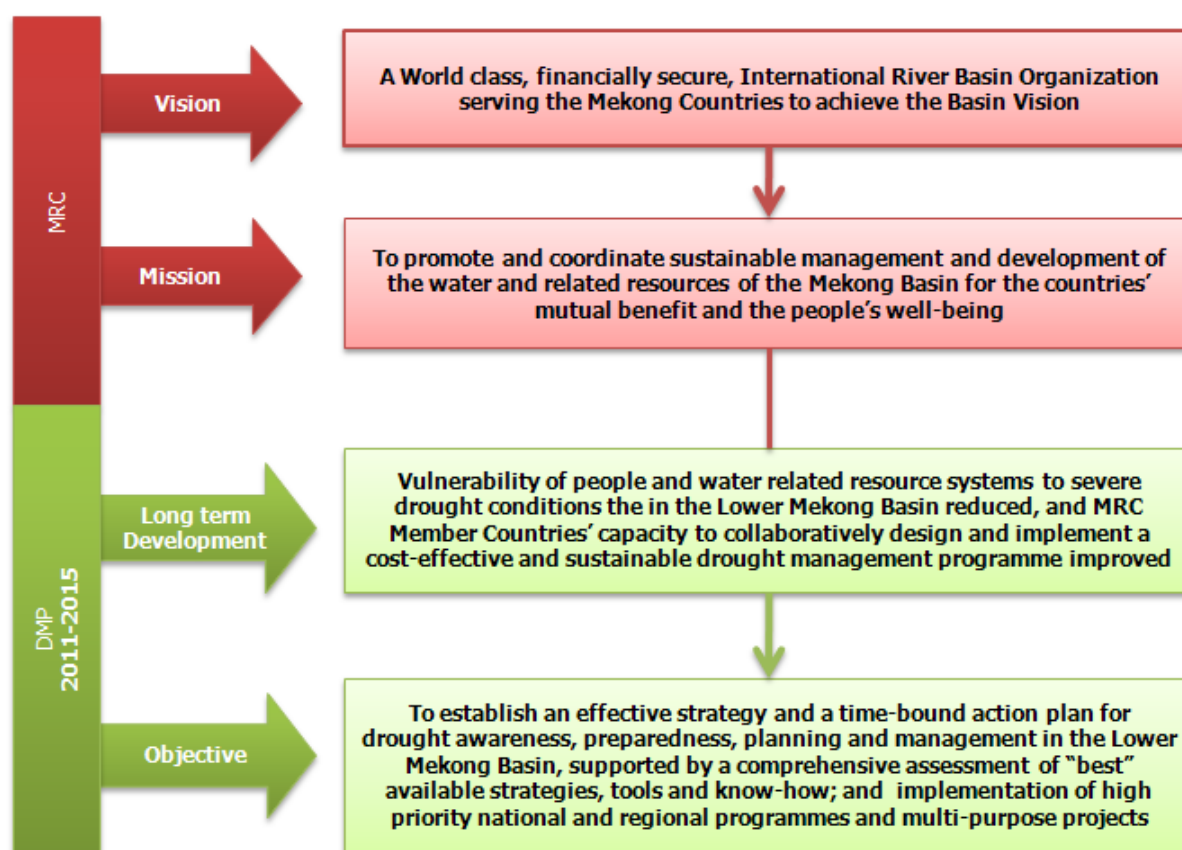 MRC
Vision
A World class, financially secure, International River Basin Organization
serving the Mekong Countries to achieve the Basin Vision
Mission
To promote and coordinate sustainable management and development of
the water and related resources of the Mekong Basin for the countries’
mutual benefit and the people’s well-being
DMP
2011-2015
Long term
Development
Vulnerability of people and water related resource systems to severe
drought conditions the in the Lower Mekong Basin reduced, and MRC
Member Countries’ capacity to collaboratively design and implement a
cost-effective and sustainable drought management programme improved
Objective
To establish an effective strategy and a time-bound action plan for
drought awareness, preparedness, planning and management in the Lower
Mekong Basin, supported by a comprehensive assessment of “best”
available strategies, tools and know-how; and implementation of high
priority national and regional programmes and multi-purpose projects